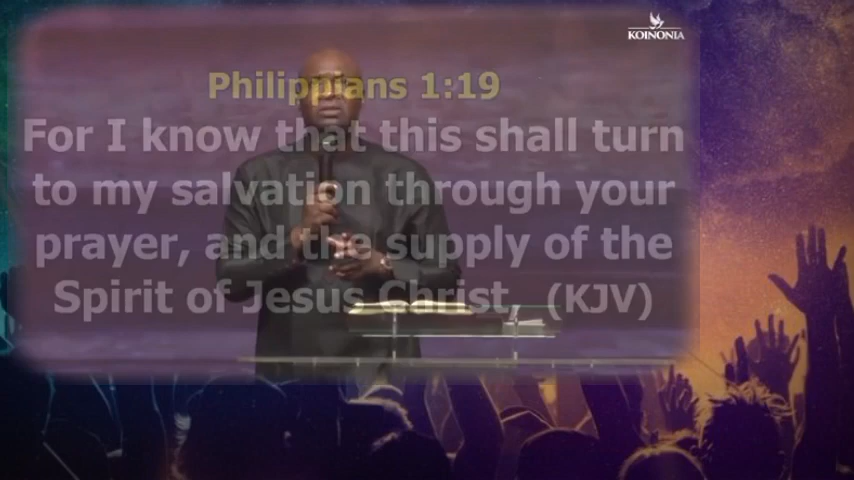 KOINONIA
Philippians 1:19
For I know that this shall turn
to my salvation through your
prayer, and the supply of the
Spirit of Jesus Christ (KJV)